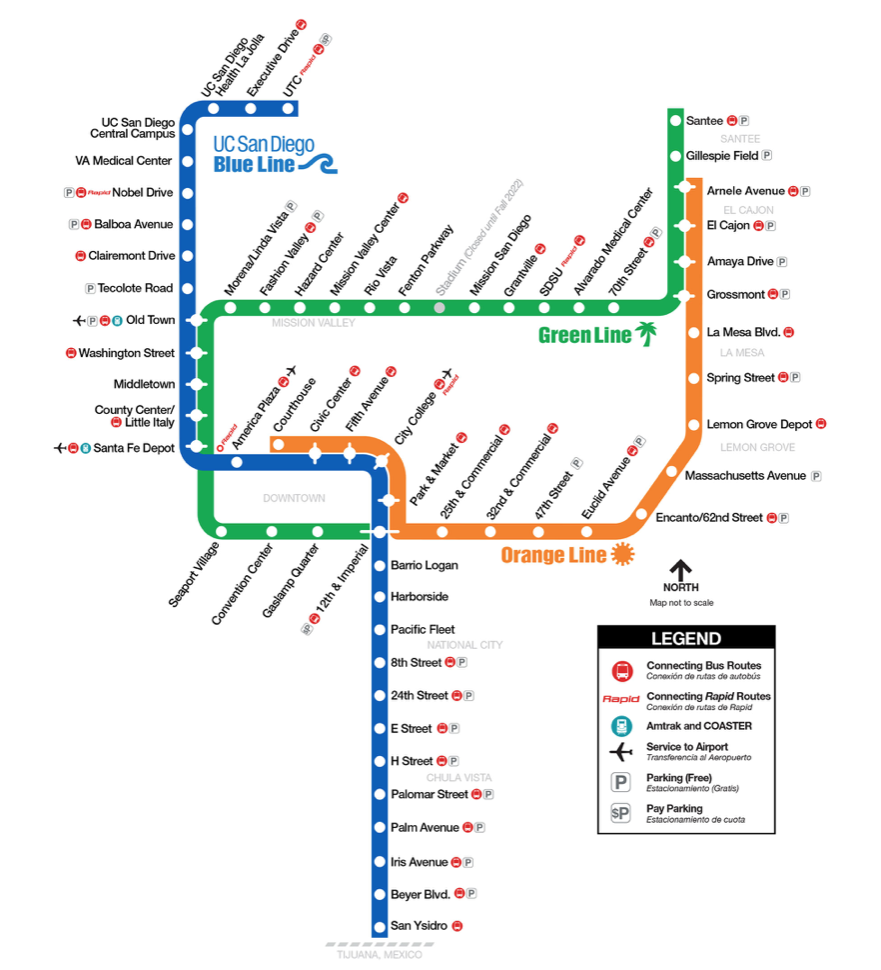 UC San Diego
Health La Jolla
Executive Drive
UTC Rapid $P
UC San Diego
Central Campus
VA Medical Center
P Rapid Nobel Drive
P Balboa Avenue
Clairemont Drive
P Tecolote Road
P Old Town
Washington Street
Middletown
County Center/
Little Italy
Santa Fe Depot
UC San Diego
Blue Line
Morena/Linda Vista P
Fashion Valley P
Hazard Center
Mission Valley Center
Rio Vista
Fenton Parkway
Stadium (Closed until Fall 2022)
Mission San Diego
Grantville
SDSU Rapid
Alvarado Medical Center
70th Street P
MISSION VALLEY
Green Line
Santee P
SANTEE
Gillespie Field P
Arnele Avenue P
EL CAJON
El Cajon P
Amaya Drive P
Grossmont P
La Mesa Blvd.
LA MESA
Spring Street P
Lemon Grove Depot
LEMON GROVE
Massachusetts Avenue P
Encanto/62nd Street P
Rapid
America Plaza
Courthouse
Civic Center
Fifth Avenue
City College
Rapid
Park & Market
25th & Commercial
32nd & Commercial
47th Street P
Euclid Avenue P
DOWNTOWN
Orange Line
Seaport Village
Convention Center
Gaslamp Quarter
$P 12th & Imperial
Barrio Logan
Harborside
Pacific Fleet
NATIONAL CITY
8th Street P
24th Street P
E Street P
H Street P
CHULA VISTA
Palomar Street P
Palm Avenue P
Iris Avenue P
Beyer Blvd. P
San Ysidro
TIJUANA, MEXICO
NORTH
Map not to scale
LEGEND
Connecting Bus Routes
Conexión de rutas de autobús
Rapid Connecting Rapid Routes
Conexión de rutas de Rapid
Amtrak and COASTER
Service to Airport
Transferencia al Aeropuerto
P Parking (Free)
Estacionamiento (Gratis)
$P Pay Parking
Estacionamiento de cuota